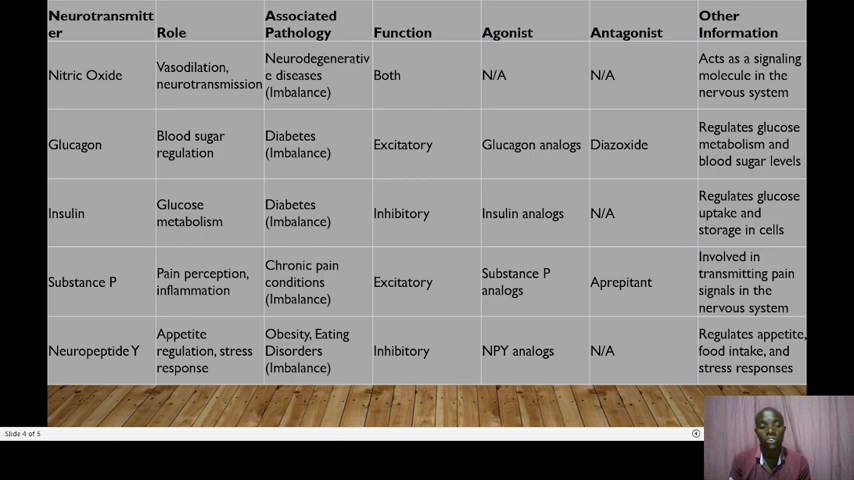 Neurotransmitt
er
Role
Associated
Pathology
Function
Agonist
Antagonist
Other
Information
Nitric Oxide
Vasodilation,
neurotransmission
Neurodegenerativ
e diseases
(Imbalance)
Both
N/A
N/A
Acts as a signaling
molecule in the
nervous system
Glucagon
Blood sugar
regulation
Diabetes
(Imbalance)
Excitatory
Glucagon analogs
Diazoxide
Regulates glucose
metabolism and
blood sugar levels
Insulin
Glucose
metabolism
Diabetes
(Imbalance)
Inhibitory
Insulin analogs
N/A
Regulates glucose
uptake and
storage in cells
Substance P
Pain perception,
inflammation
Chronic pain
conditions
(Imbalance)
Excitatory
Substance P
analogs
Aprepitant
Involved in
transmitting pain
signals in the
nervous system
Neuropeptide Y
Appetite
regulation, stress
response
Obesity, Eating
Disorders
(Imbalance)
Inhibitory
NPY analogs
N/A
Regulates appetite,
food intake, and
stress responses
Slide 4 of 5